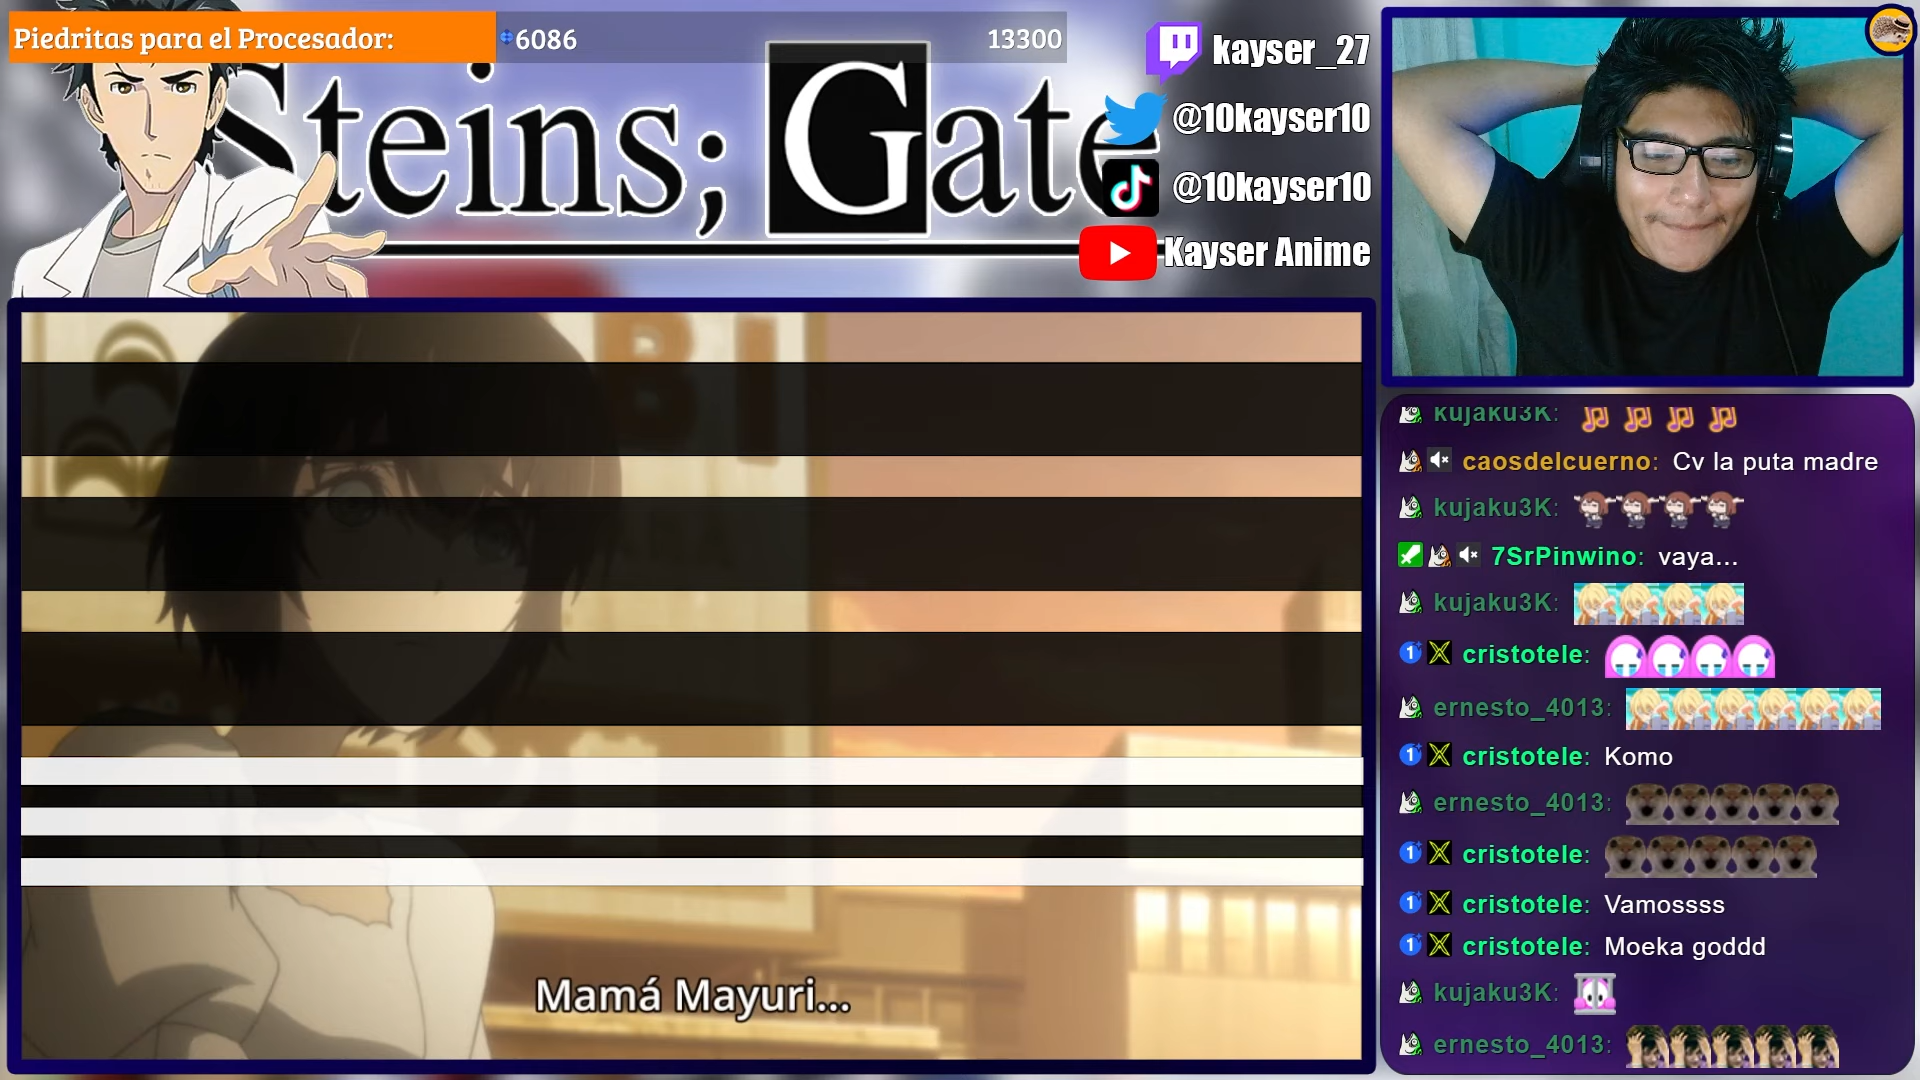 Piedritas para el Procesador:
6086
13300
Steins;Gate
kayser_27
@10kayser10
@10kayser10
Kayser Anime
BI
kujaku3K:
caosdelcuerno: Cv la puta madre
kujaku3K:
7SrPinwino: vaya...
kujaku3K:
cristotele:
ernesto_4013:
cristotele: Komo
ernesto_4013:
cristotele:
cristotele: Vamossss
cristotele: Moeka goddd
kujaku3K:
ernesto_4013:
Mamá Mayuri...